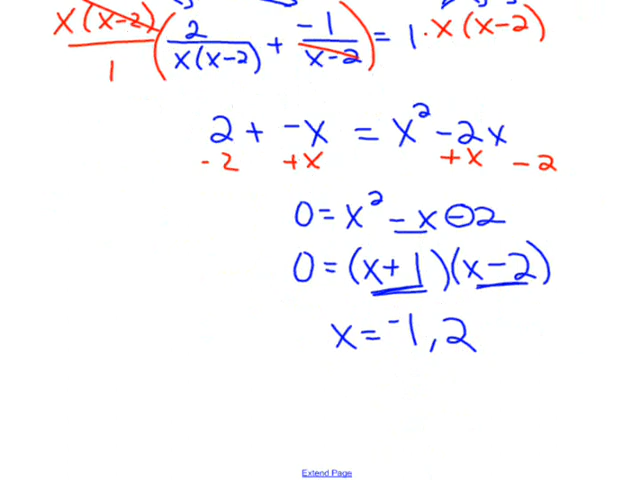 x(x-2)/1 (2/x(x-2) + -1/x-2) = 1·x(x-2)
2 + -x = x² - 2x
-2 +x +x -2
0 = x² - x - 2
0 = (x+1)(x-2)
x = -1, 2
Extend Page